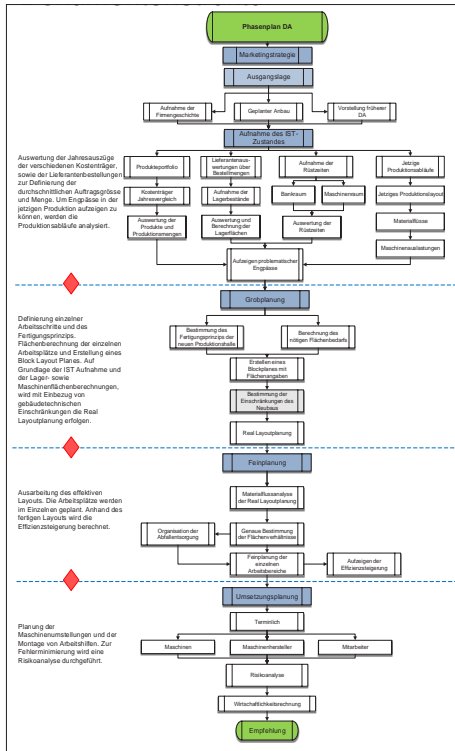 Phasenplan DA
Marketingstrategie
Ausgangslage
Aufnahme der
Firmengeschichte
Geplanter Anbau
Vorstellung früherer
DA
Aufnahme des IST-
Zustandes
Auswertung der Jahresauszüge
der verschiedenen Kostenträger,
sowie der Lieferantenbestellungen
zur Definierung der
durchschnittlichen Auftragsgrösse
und Menge. Um Engpässe in der
jetzigen Produktion aufzeigen zu
können, werden die
Produktionsabläufe analysiert.
Produkteportfolio
Lieferantenaus-
wertungen über
Bestellmengen
Aufnahme der
Rüstzeiten
Jetzige
Produktionsabläufe
Kostenträger
Jahresvergleich
Aufnahme der
Lagerbestände
Bankraum
Maschinenraum
Jetziges Produktionslayout
Auswertung der
Produkte und
Produktionsmengen
Auswertung und
Berechnung der
Lagerflächen
Auswertung der
Rüstzeiten
Materialflüsse
Maschinenauslastungen
Aufzeigen problematischer
Engpässe
Grobplanung
Definierung einzelner
Arbeitsschritte und des
Fertigungsprinzips.
Flächenberechnung der einzelnen
Arbeitsplätze und Erstellung eines
Block Layout Planes. Auf
Grundlage der IST Aufnahme und
der Lager- sowie
Maschinenflächenberechnungen,
wird mit Einbezug von
gebäudetechnischen
Einschränkungen die Real
Layoutplanung erfolgen.
Bestimmung des
Fertigungsprinzips der
neuen Produktionshalle
Berechnung des
nötigen Flächenbedarfs
Erstellen eines
Blockplanes mit
Flächenangaben
Bestimmung der
Einschränkungen des
Neubaus
Real Layoutplanung
Feinplanung
Ausarbeitung des effektiven
Layouts. Die Arbeitsplätze werden
im Einzelnen geplant. Anhand des
fertigen Layouts wird die
Effizienzsteigerung berechnet.
Materialflussanalyse
der Real Layoutplanung
Organisation der
Abfallentsorgung
Genaue Bestimmung
der Flächenverhältnisse
Feinplanung der
einzelnen
Arbeitsbereiche
Aufzeigen der
Effizienzsteigerung
Umsetzungsplanung
Planung der
Maschinenumstellungen und der
Montage von Arbeitshilfen. Zur
Fehlerminimierung wird eine
Risikoanalyse durchgeführt.
Terminlich
Maschinen
Maschinenhersteller
Mitarbeiter
Risikoanalyse
Wirtschaftlichkeitsrechnung
Empfehlung